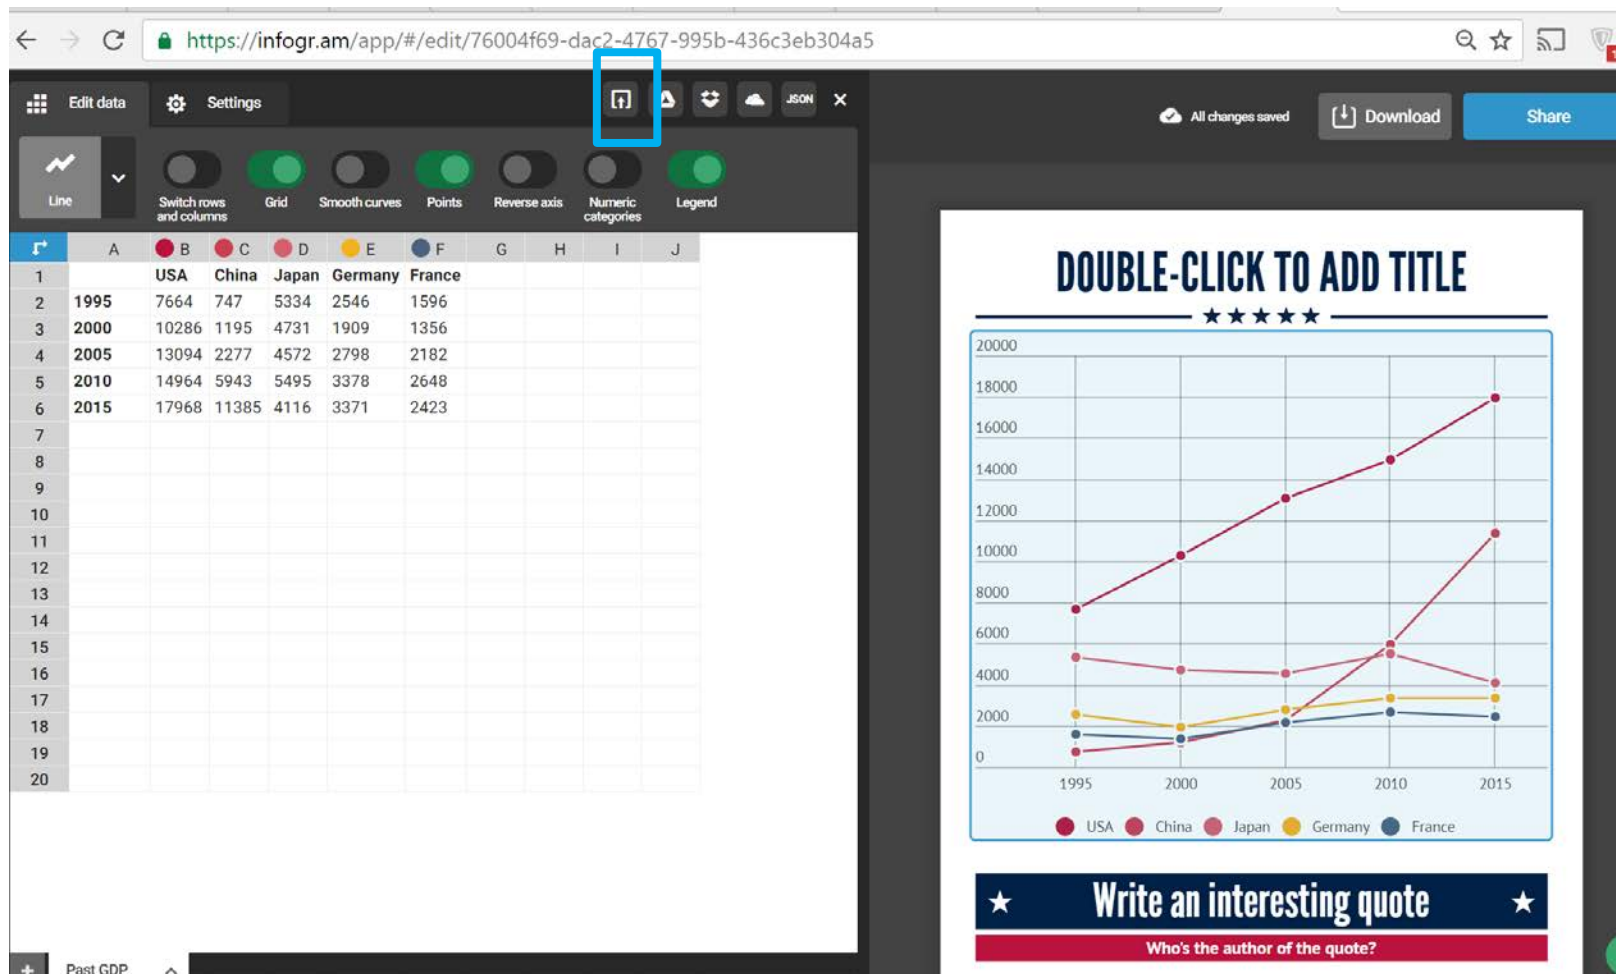 https://infogr.am/app/#/edit/76004f69-dac2-4767-995b-436c3eb304a5
Edit data
Settings
JSON
All changes saved
Download
Share
Line
Switch rows
and columns
Grid
Smooth curves
Points
Reverse axis
Numeric
categories
Legend
A B C D E F G H I J
1 USA China Japan Germany France
2 1995 7664 747 5334 2546 1596
3 2000 10286 1195 4731 1909 1356
4 2005 13094 2277 4572 2798 2182
5 2010 14964 5943 5495 3378 2648
6 2015 17968 11385 4116 3371 2423
7
8
9
10
11
12
13
14
15
16
17
18
19
20
Past GDP
DOUBLE-CLICK TO ADD TITLE
20000
18000
16000
14000
12000
10000
8000
6000
4000
2000
0
1995 2000 2005 2010 2015
USA China Japan Germany France
Write an interesting quote
Who's the author of the quote?